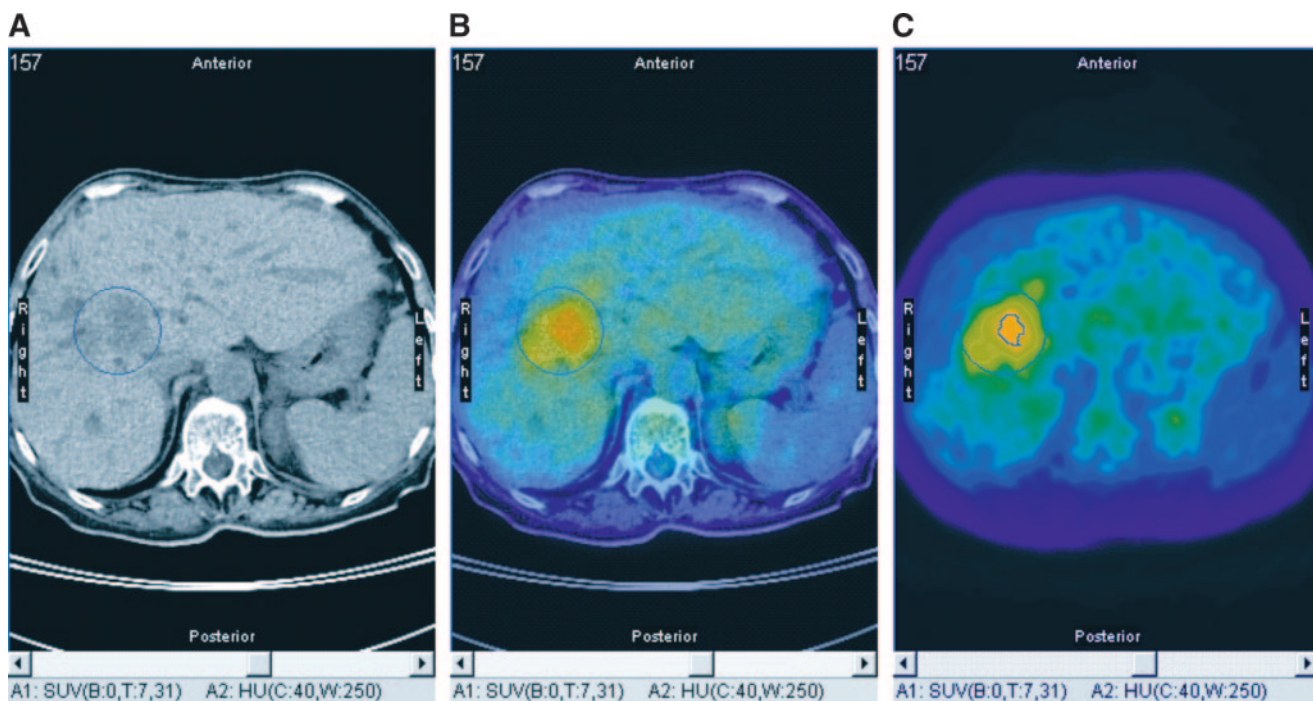 A
B
C
157
Anterior
157
Anterior
157
Anterior
Right
Left
Right
Left
Right
Left
Posterior
Posterior
Posterior
A1: SUV(B:0,T:7,31) A2: HU(C:40,W:250)
A1: SUV(B:0,T:7,31) A2: HU(C:40,W:250)
A1: SUV(B:0,T:7,31) A2: HU(C:40,W:250)